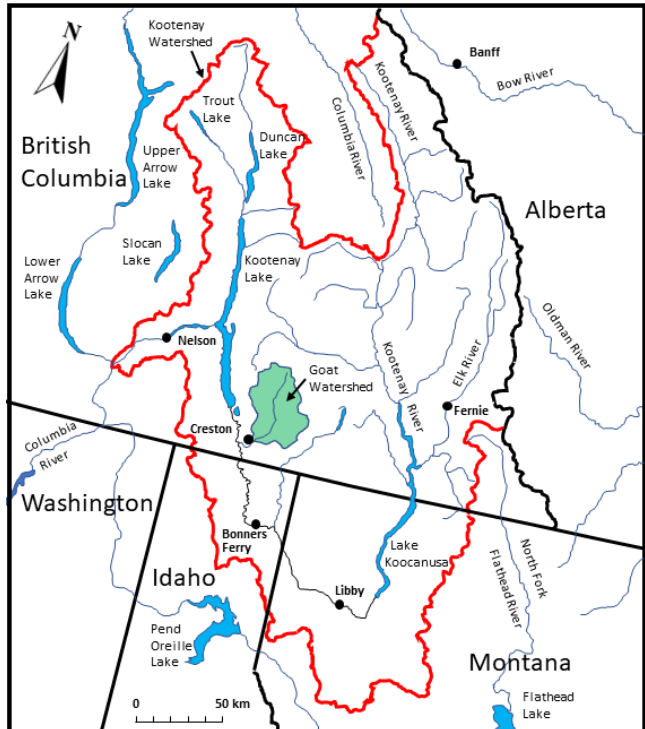 N
Kootenay
Watershed
Banff
Bow River
Trout
Lake
Kootenay River
Columbia River
British
Columbia
Upper
Arrow
Lake
Duncan
Lake
Alberta
Slocan
Lake
Kootenay
Lake
Lower
Arrow
Lake
Oldman River
Nelson
Goat
Watershed
Kootenay
River
Elk River
Fernie
Creston
Columbia
River
Washington
Bonners
Ferry
Lake
Koocanusa
North Fork
Flathead River
Idaho
Libby
Pend
Oreille
Lake
Montana
Flathead
Lake
0 50 km